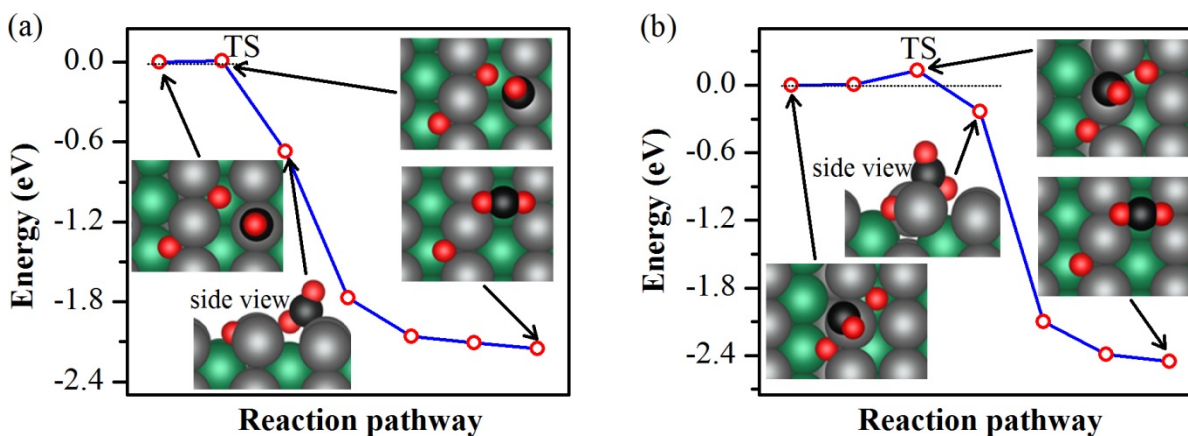 (a)
Energy (eV)
0.0
-0.6
-1.2
-1.8
-2.4
TS
side view
Reaction pathway
(b)
Energy (eV)
0.0
-0.6
-1.2
-1.8
-2.4
TS
side view
Reaction pathway